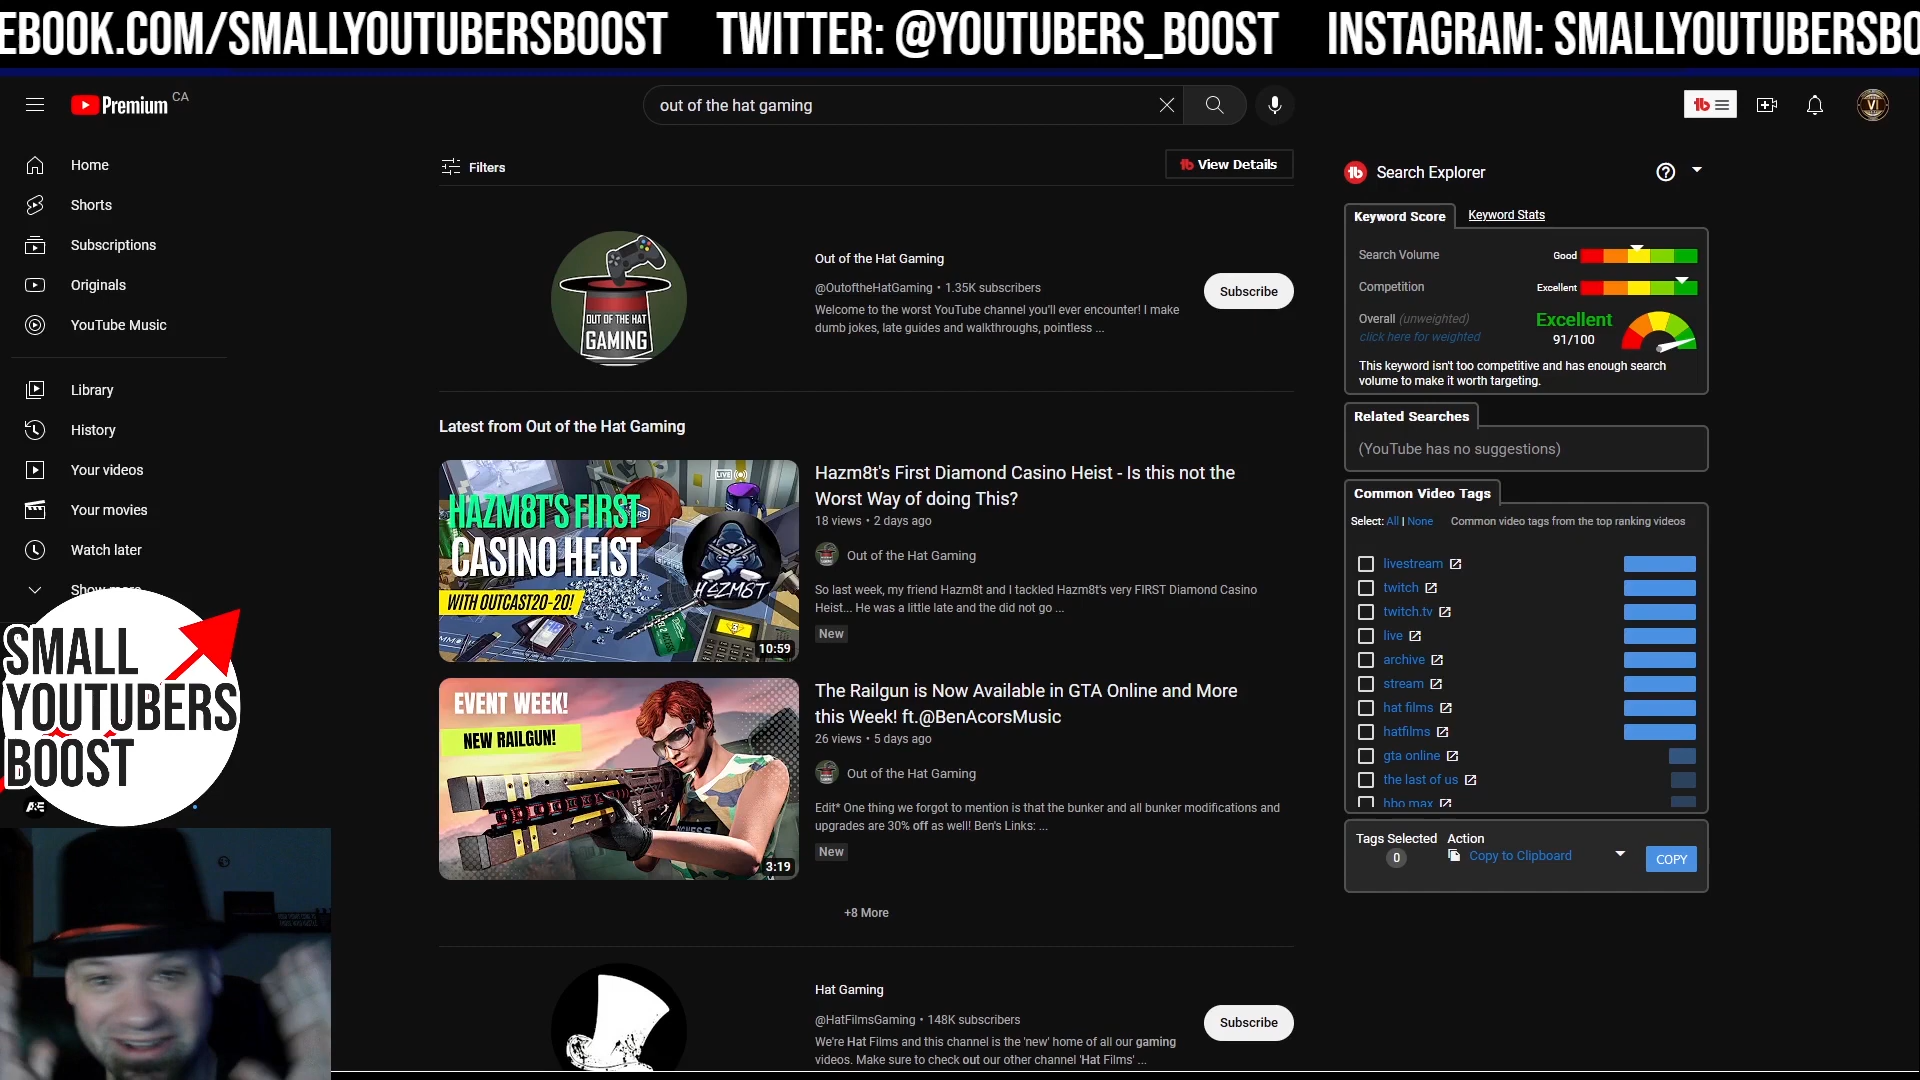 EBOOK.COM/SMALLYOUTUBERSBOOST TWITTER: @YOUTUBERS_BOOST INSTAGRAM: SMALLYOUTUBERSBO
Premium CA
out of the hat gaming
Home
Shorts
Subscriptions
Originals
YouTube Music
Library
History
Your videos
Your movies
Watch later
Show more
SMALL
YOUTUBERS
BOOST
Filters
View Details
OUT OF THE HAT
GAMING
Out of the Hat Gaming
@OutoftheHatGaming • 1.35K subscribers
Welcome to the worst YouTube channel you'll ever encounter! I make
dumb jokes, late guides and walkthroughs, pointless ...
Subscribe
Latest from Out of the Hat Gaming
LIVE
HAZM8T'S FIRST
CASINO HEIST
WITH OUTCAST20-20!
HAZM8T
10:59
Hazm8t's First Diamond Casino Heist - Is this not the
Worst Way of doing This?
18 views • 2 days ago
Out of the Hat Gaming
So last week, my friend Hazm8t and I tackled Hazm8t's very FIRST Diamond Casino
Heist... He was a little late and the did not go ...
New
EVENT WEEK!
NEW RAILGUN!
3:19
The Railgun is Now Available in GTA Online and More
this Week! ft.@BenAcorsMusic
26 views • 5 days ago
Out of the Hat Gaming
Edit* One thing we forgot to mention is that the bunker and all bunker modifications and
upgrades are 30% off as well! Ben's Links: ...
New
+8 More
Hat Gaming
@HatFilmsGaming • 148K subscribers
We're Hat Films and this channel is the 'new' home of all our gaming
videos. Make sure to check out our other channel 'Hat Films' ...
Subscribe
Search Explorer
Keyword Score Keyword Stats
Search Volume Good
Competition Excellent
Overall (unweighted) Excellent
click here for weighted 91/100
This keyword isn't too competitive and has enough search
volume to make it worth targeting.
Related Searches
(YouTube has no suggestions)
Common Video Tags
Select: All | None Common video tags from the top ranking videos
livestream
twitch
twitch.tv
live
archive
stream
hat films
hatfilms
gta online
the last of us
hbo max
Tags Selected Action
0 Copy to Clipboard COPY